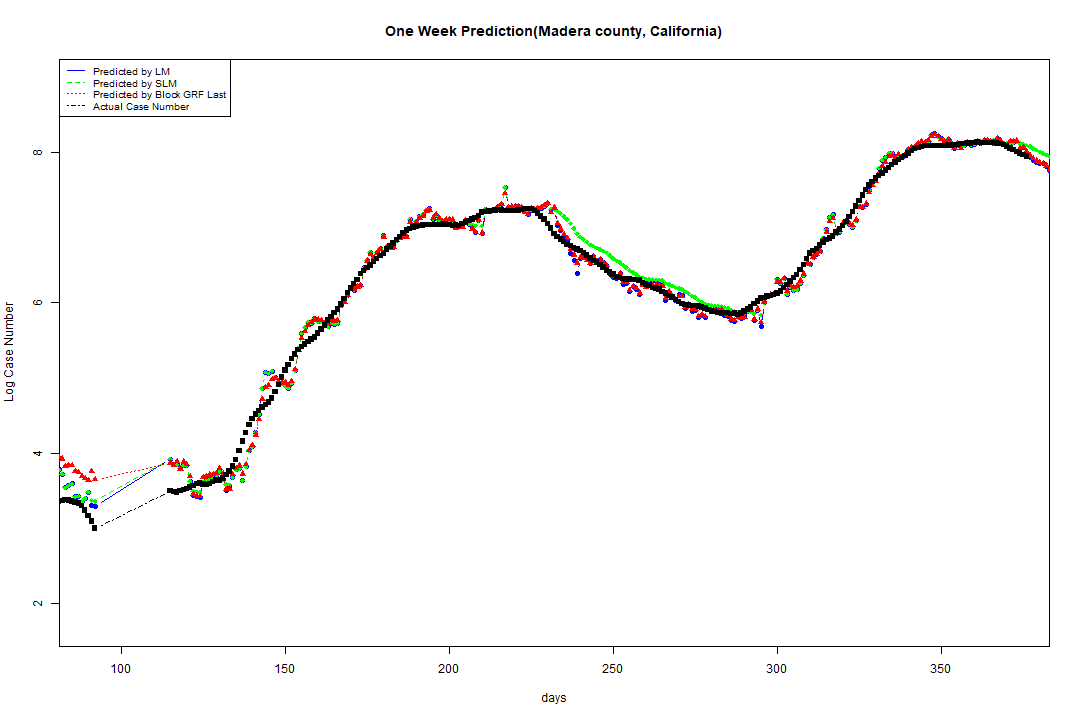 One Week Prediction(Madera county, California)
Predicted by LM
Predicted by SLM
Predicted by Block GRF Last
Actual Case Number
Log Case Number
8
6
4
2
100 150 200 250 300 350
days